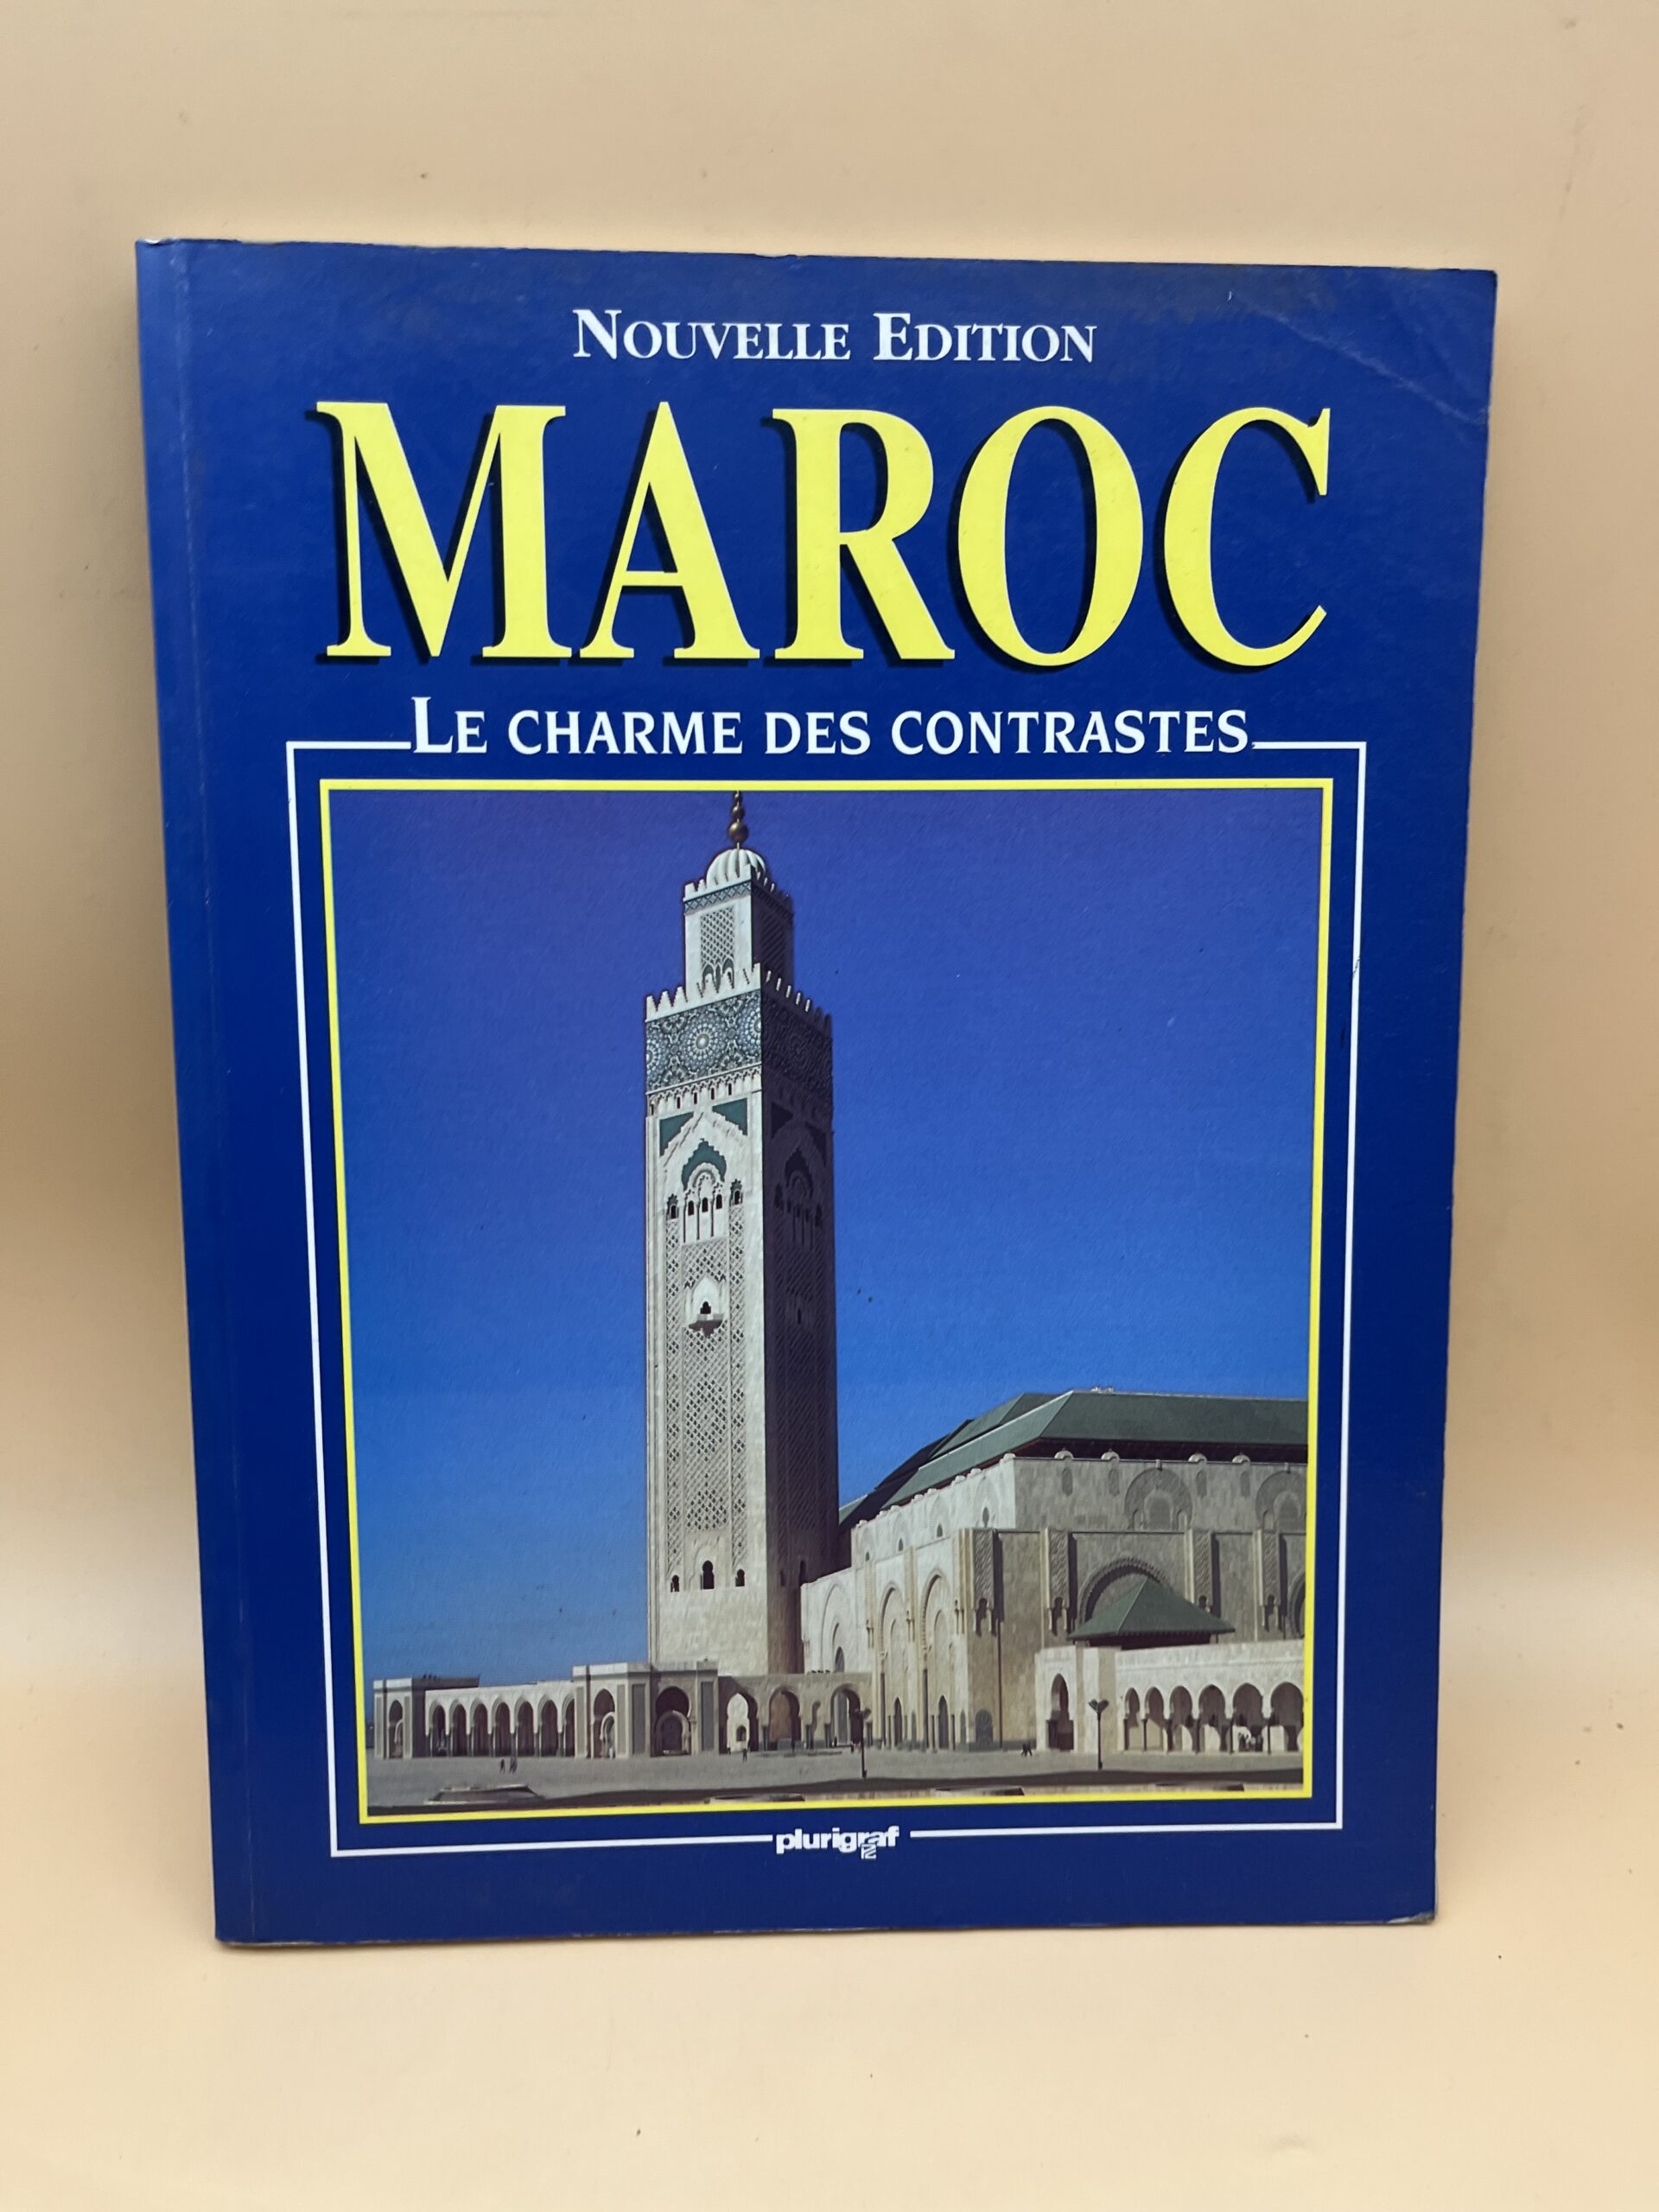 NOUVELLE EDITION
MAROC
LE CHARME DES CONTRASTES
plurigraf